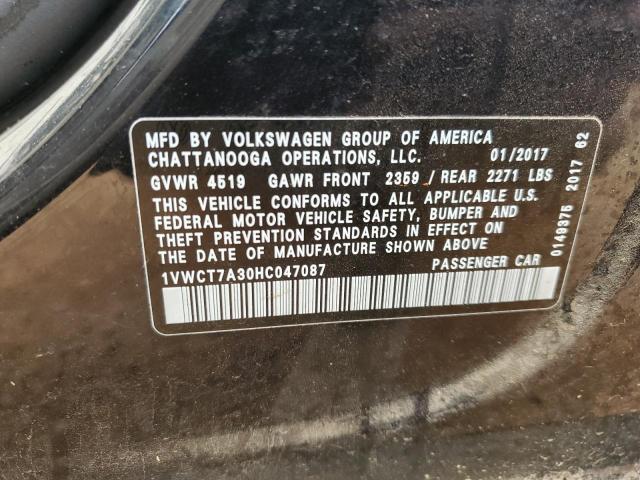 MFD BY VOLKSWAGEN GROUP OF AMERICA
CHATTANOOGA OPERATIONS, LLC. 01/2017
GVWR 4519 GAWR FRONT 2359 / REAR 2271 LBS
THIS VEHICLE CONFORMS TO ALL APPLICABLE U.S.
FEDERAL MOTOR VEHICLE SAFETY, BUMPER AND
THEFT PREVENTION STANDARDS IN EFFECT ON
THE DATE OF MANUFACTURE SHOWN ABOVE
1VWCT7A30HC047087 PASSENGER CAR
0149375 2017 62